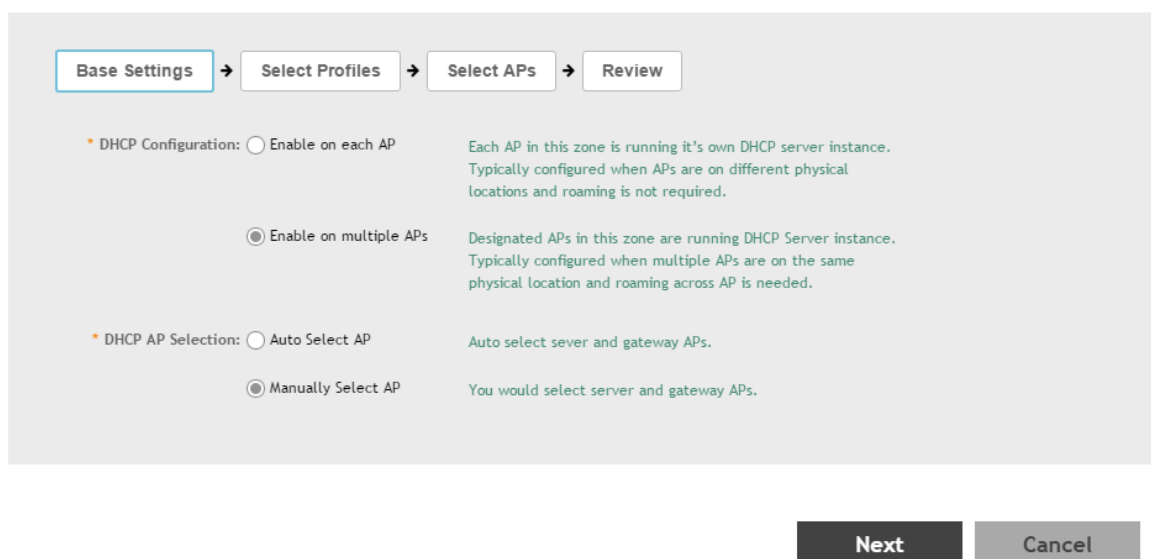 Base Settings → Select Profiles → Select APs → Review
* DHCP Configuration: Enable on each AP
Each AP in this zone is running it's own DHCP server instance.
Typically configured when APs are on different physical
locations and roaming is not required.
Enable on multiple APs
Designated APs in this zone are running DHCP Server instance.
Typically configured when multiple APs are on the same
physical location and roaming across AP is needed.
* DHCP AP Selection: Auto Select AP
Auto select sever and gateway APs.
Manually Select AP
You would select server and gateway APs.
Next Cancel